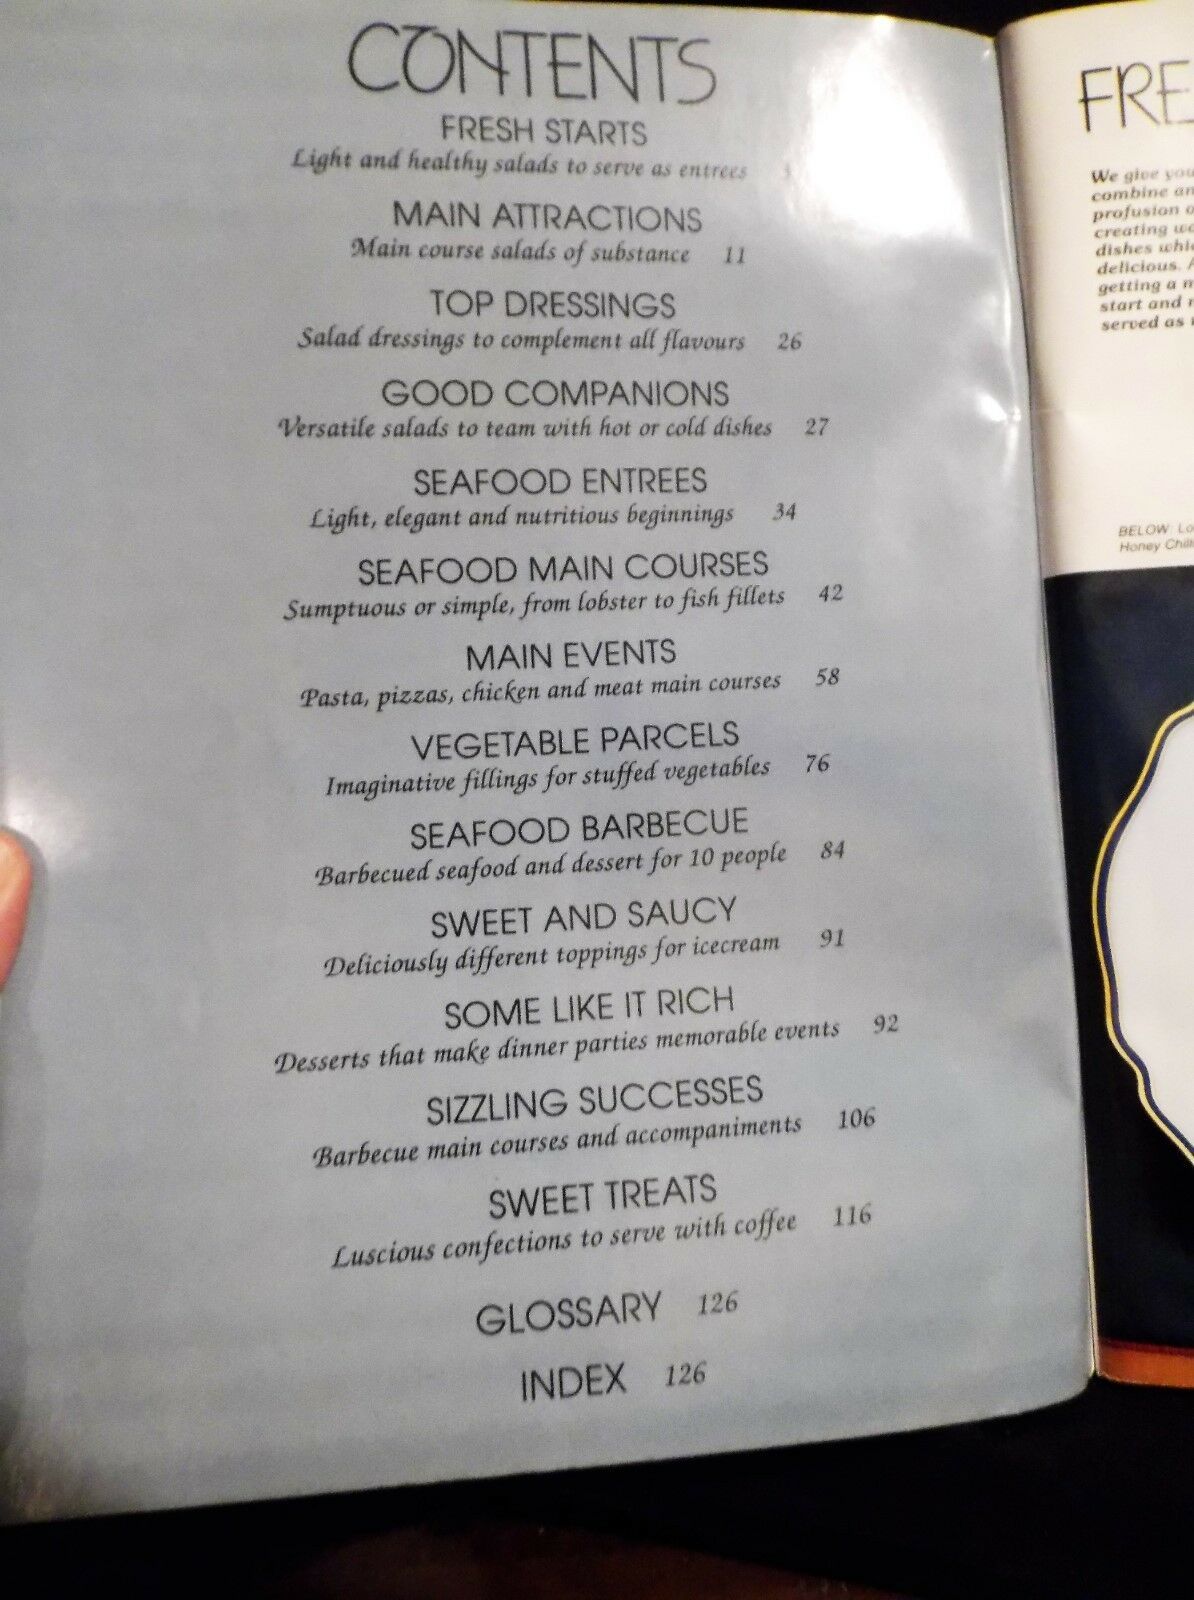 CONTENTS
FRESH STARTS
Light and healthy salads to serve as entrees
MAIN ATTRACTIONS
Main course salads of substance 11
TOP DRESSINGS
Salad dressings to complement all flavours 26
GOOD COMPANIONS
Versatile salads to team with hot or cold dishes 27
SEAFOOD ENTREES
Light, elegant and nutritious beginnings 34
SEAFOOD MAIN COURSES
Sumptuous or simple, from lobster to fish fillets 42
MAIN EVENTS
Pasta, pizzas, chicken and meat main courses 58
VEGETABLE PARCELS
Imaginative fillings for stuffed vegetables 76
SEAFOOD BARBECUE
Barbecued seafood and dessert for 10 people 84
SWEET AND SAUCY
Deliciously different toppings for icecream 91
SOME LIKE IT RICH
Desserts that make dinner parties memorable events 92
SIZZLING SUCCESSES
Barbecue main courses and accompaniments 106
SWEET TREATS
Luscious confections to serve with coffee 116
GLOSSARY 126
INDEX 126
FRE
We give you
combine an
profusion o
creating wo
dishes whic
delicious. A
getting a m
start and
served as
BELOW: Lo
Honey Chill